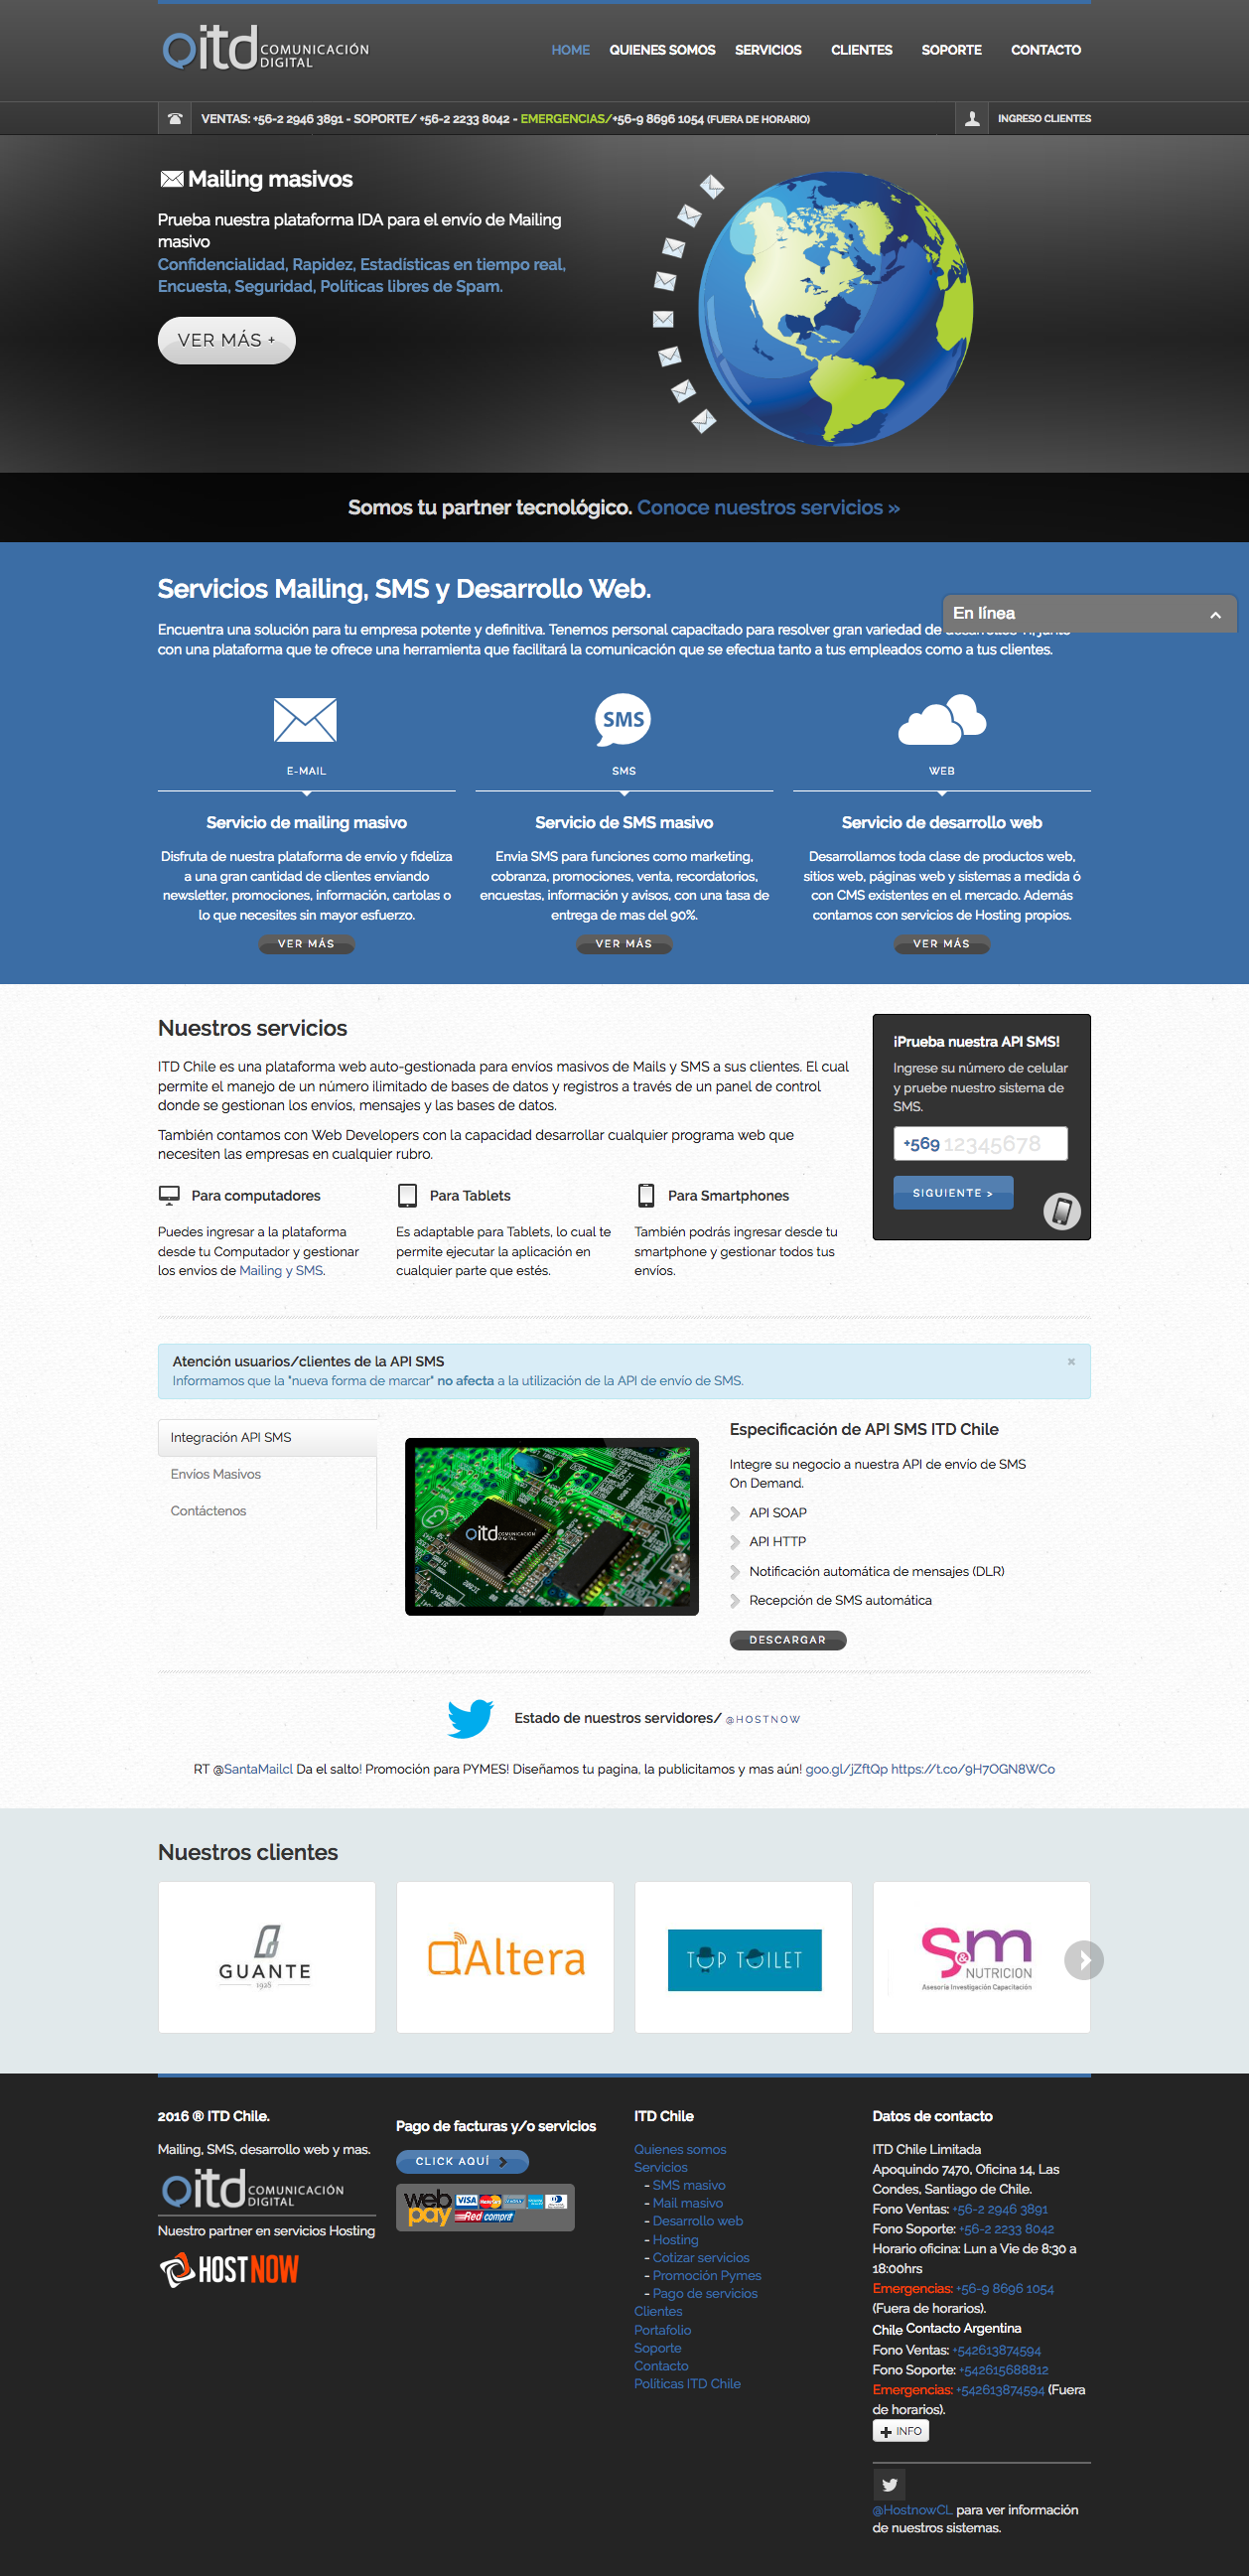 itd COMUNICACIÓN DIGITAL
HOME QUIENES SOMOS SERVICIOS CLIENTES SOPORTE CONTACTO
VENTAS: +56-2 2946 3891 - SOPORTE/ +56-2 2233 8042 - EMERGENCIAS/+56-9 8696 1054 (FUERA DE HORARIO)
INGRESO CLIENTES
Mailing masivos
Prueba nuestra plataforma IDA para el envío de Mailing
masivo
Confidencialidad, Rapidez, Estadísticas en tiempo real,
Encuesta, Seguridad, Políticas libres de Spam.
VER MÁS +
Somos tu partner tecnológico. Conoce nuestros servicios »
Servicios Mailing, SMS y Desarrollo Web.
En línea
Encuentra una solución para tu empresa potente y definitiva. Tenemos personal capacitado para resolver gran variedad de
con una plataforma que te ofrece una herramienta que facilitará la comunicación que se efectua tanto a tus empleados como a tus clientes.
SMS
E-MAIL
SMS
WEB
Servicio de mailing masivo
Disfruta de nuestra plataforma de envio y fideliza
a una gran cantidad de clientes enviando
newsletter, promociones, información, cartolas o
lo que necesites sin mayor esfuerzo.
VER MÁS
Servicio de SMS masivo
Envia SMS para funciones como marketing,
cobranza, promociones, venta, recordatorios,
encuestas, información y avisos, con una tasa de
entrega de mas del 90%.
VER MÁS
Servicio de desarrollo web
Desarrollamos toda clase de productos web,
sitios web, páginas web y sistemas a medida ó
con CMS existentes en el mercado. Además
contamos con servicios de Hosting propios.
VER MÁS
Nuestros servicios
ITD Chile es una plataforma web auto-gestionada para envíos masivos de Mails y SMS a sus clientes. El cual
permite el manejo de un número ilimitado de bases de datos y registros a través de un panel de control
donde se gestionan los envíos, mensajes y las bases de datos.
También contamos con Web Developers con la capacidad desarrollar cualquier programa web que
necesiten las empresas en cualquier rubro.
Para computadores
Puedes ingresar a la plataforma
desde tu Computador y gestionar
los envios de Mailing y SMS.
Para Tablets
Es adaptable para Tablets, lo cual te
permite ejecutar la aplicación en
cualquier parte que estés.
Para Smartphones
También podrás ingresar desde tu
smartphone y gestionar todos tus
envíos.
¡Prueba nuestra API SMS!
Ingrese su número de celular
y pruebe nuestro sistema de
SMS.
+569 12345678
SIGUIENTE >
Atención usuarios/clientes de la API SMS
×
Informamos que la "nueva forma de marcar" no afecta a la utilización de la API de envío de SMS.
Integración API SMS
Envíos Masivos
Contáctenos
itd COMUNICACIÓN DIGITAL
Especificación de API SMS ITD Chile
Integre su negocio a nuestra API de envío de SMS
On Demand.
API SOAP
API HTTP
Notificación automática de mensajes (DLR)
Recepción de SMS automática
DESCARGAR
Estado de nuestros servidores/ @HOSTNOW
RT @SantaMailcl Da el salto! Promoción para PYMES! Diseñamos tu pagina, la publicitamos y mas aún! goo.gl/jZftQp https://t.co/9H7OGN8WCo
Nuestros clientes
GUANTE
1928
Altera
TOP TOILET
S&m
NUTRICION
Asesoría Investigación Capacitación
2016 ® ITD Chile.
Mailing, SMS, desarrollo web y mas.
itd COMUNICACIÓN DIGITAL
Nuestro partner en servicios Hosting
HOSTNOW
Pago de facturas y/o servicios
CLICK AQUÍ
web pay VISA MasterCard Redcompra
ITD Chile
Quienes somos
Servicios
- SMS masivo
- Mail masivo
- Desarrollo web
- Hosting
- Cotizar servicios
- Promoción Pymes
- Pago de servicios
Clientes
Portafolio
Soporte
Contacto
Políticas ITD Chile
Datos de contacto
ITD Chile Limitada
Apoquindo 7470, Oficina 14, Las
Condes, Santiago de Chile.
Fono Ventas: +56-2 2946 3891
Fono Soporte: +56-2 2233 8042
Horario oficina: Lun a Vie de 8:30 a
18:00hrs
Emergencias: +56-9 8696 1054
(Fuera de horarios).
Chile Contacto Argentina
Fono Ventas: +542613874594
Fono Soporte: +542615688812
Emergencias: +542613874594 (Fuera
de horarios).
INFO
@HostnowCL para ver información
de nuestros sistemas.